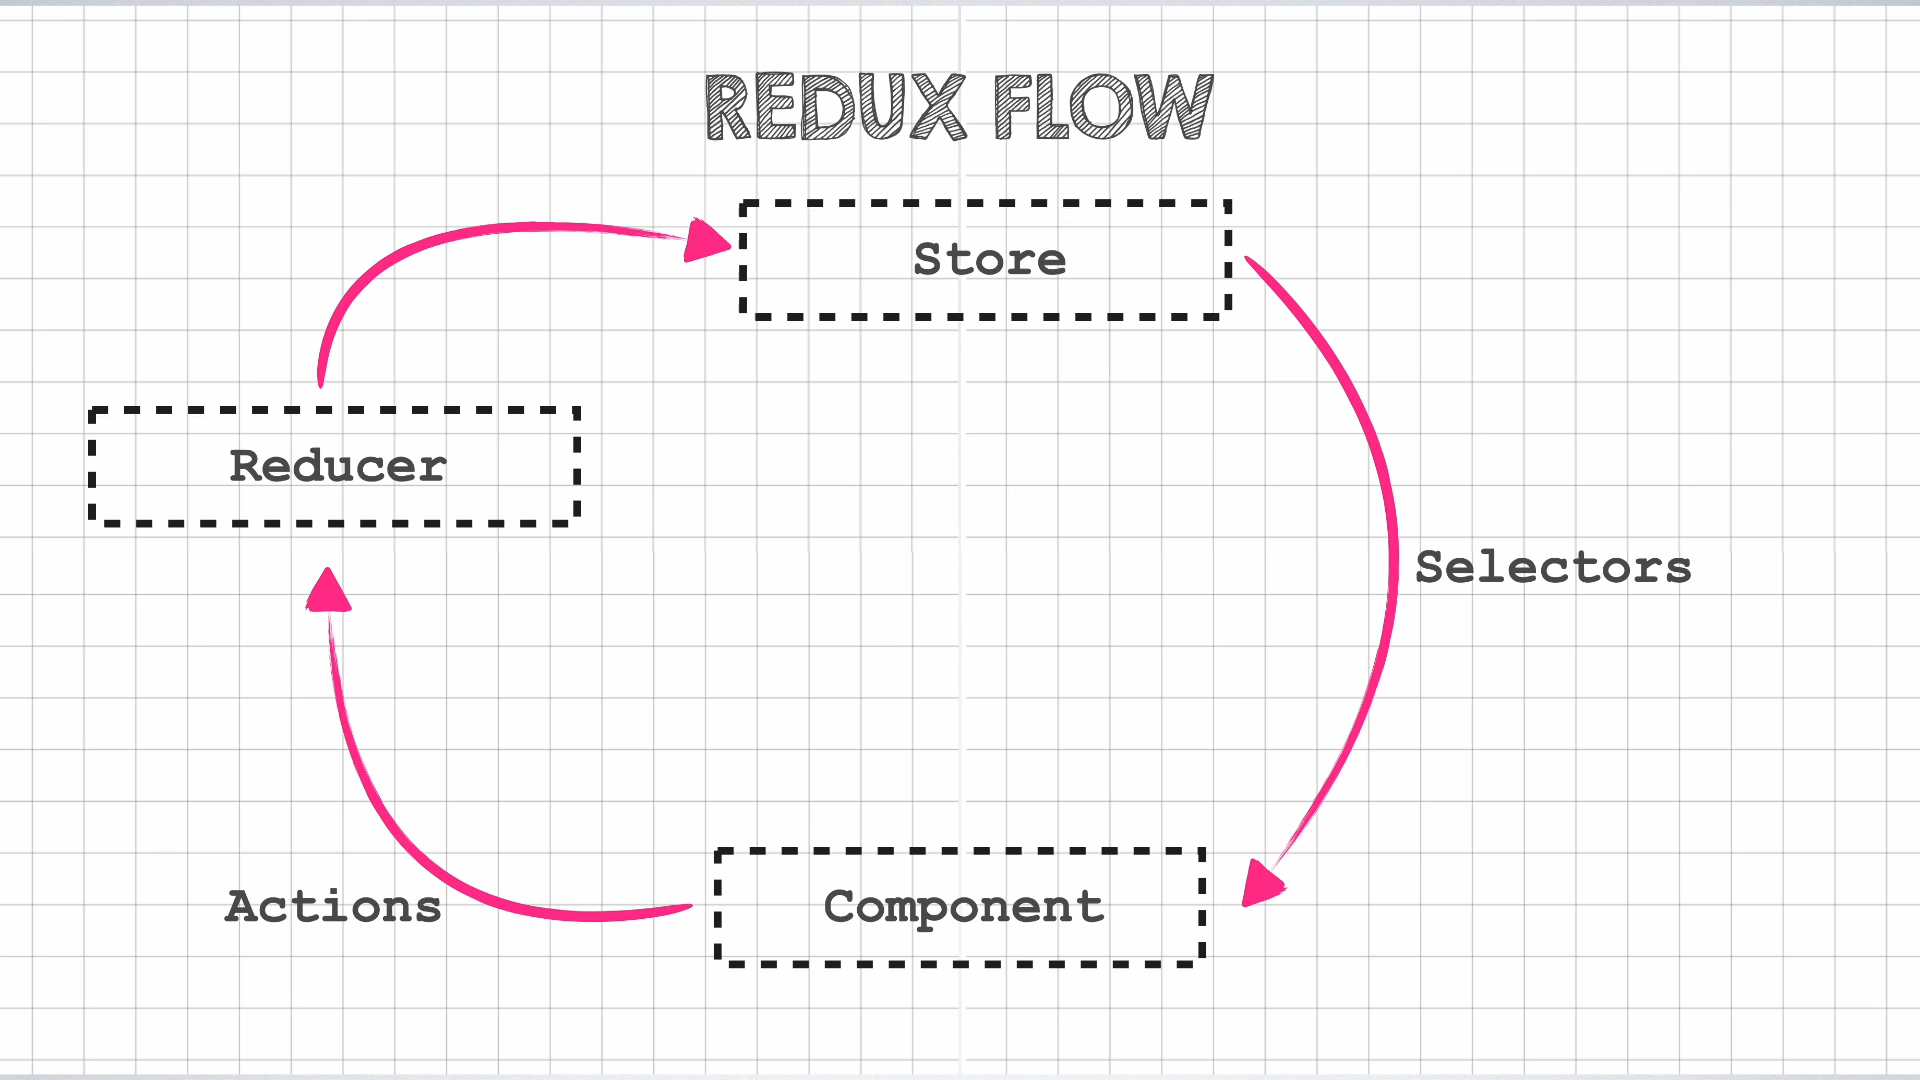 REDUX FLOW
Store
Reducer
Selectors
Actions
Component